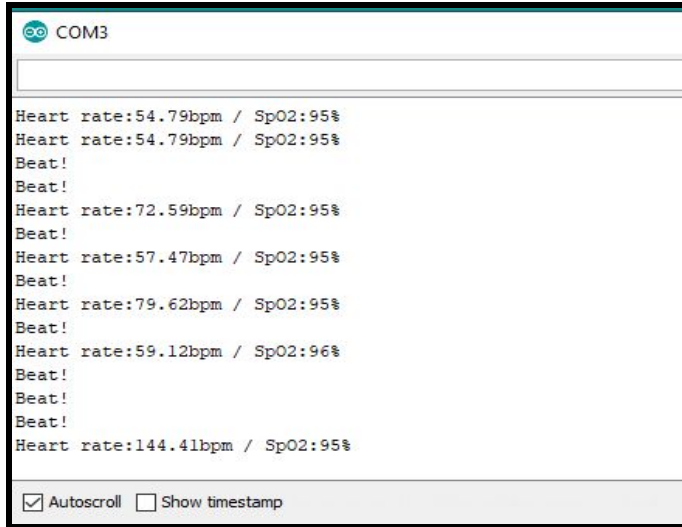 COM3
Heart rate:54.79bpm / SpO2:95%
Heart rate:54.79bpm / SpO2:95%
Beat!
Beat!
Heart rate:72.59bpm / SpO2:95%
Beat!
Heart rate:57.47bpm / SpO2:95%
Beat!
Heart rate:79.62bpm / SpO2:95%
Beat!
Heart rate:59.12bpm / SpO2:96%
Beat!
Beat!
Beat!
Heart rate:144.41bpm / SpO2:95%
Autoscroll Show timestamp